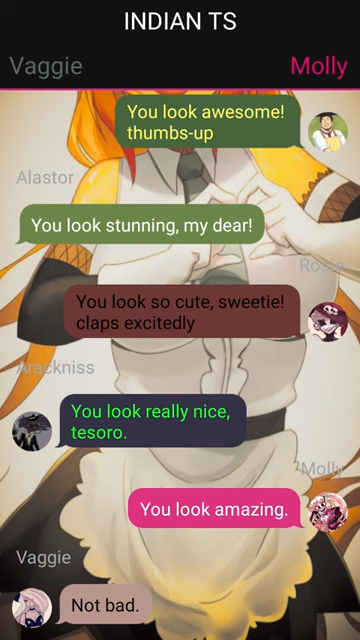 INDIAN TS
Vaggie
Molly
You look awesome!
thumbs-up
Alastor
You look stunning, my dear!
Rosie
You look so cute, sweetie!
claps excitedly
Arackniss
You look really nice,
tesoro.
Molly
You look amazing.
Vaggie
Not bad.